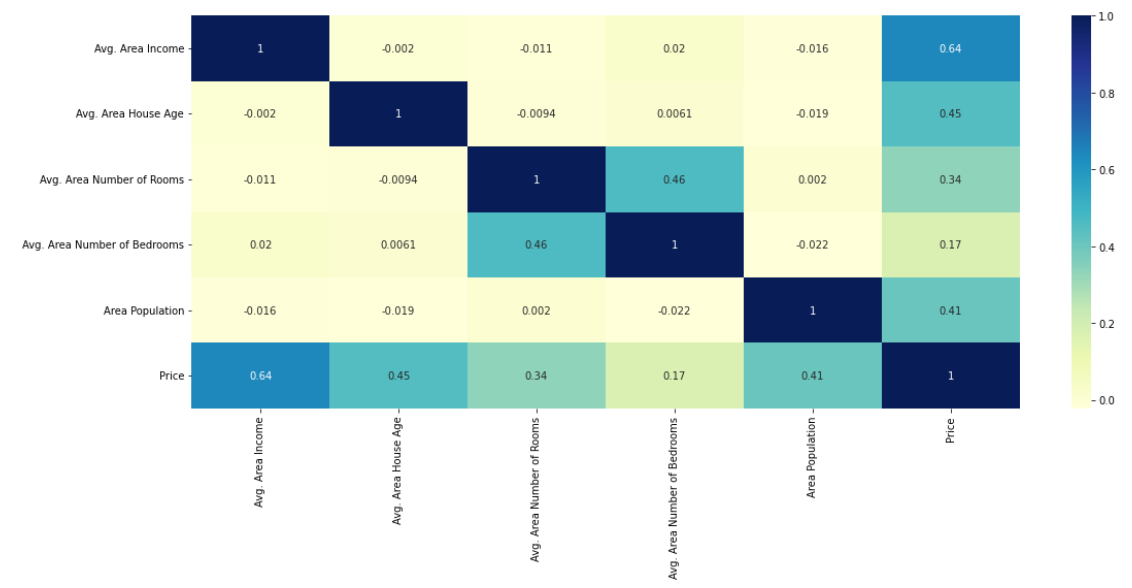 Avg. Area Income 1 -0.002 -0.011 0.02 -0.016 0.64
Avg. Area House Age -0.002 1 -0.0094 0.0061 -0.019 0.45
Avg. Area Number of Rooms -0.011 -0.0094 1 0.46 0.002 0.34
Avg. Area Number of Bedrooms 0.02 0.0061 0.46 1 -0.022 0.17
Area Population -0.016 -0.019 0.002 -0.022 1 0.41
Price 0.64 0.45 0.34 0.17 0.41 1
Avg. Area Income
Avg. Area House Age
Avg. Area Number of Rooms
Avg. Area Number of Bedrooms
Area Population
Price
1.0
0.8
0.6
0.4
0.2
0.0